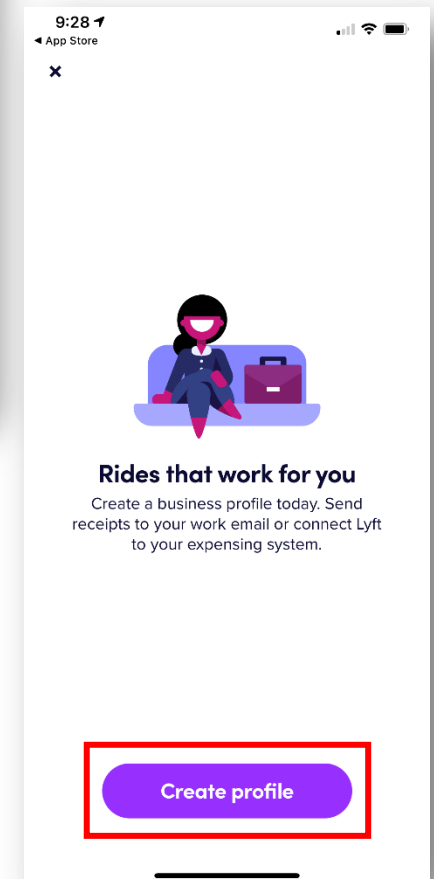 9:28
◀ App Store
×
Rides that work for you
Create a business profile today. Send
receipts to your work email or connect Lyft
to your expensing system.
Create profile